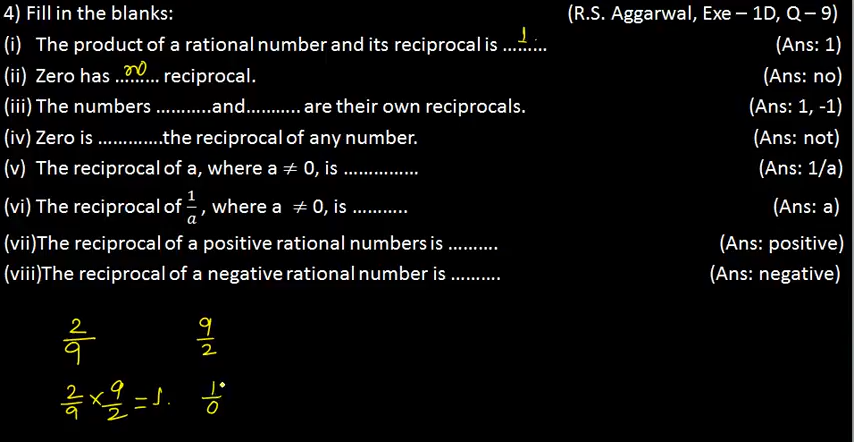 4) Fill in the blanks: (R.S. Aggarwal, Exe – 1D, Q – 9)
(i) The product of a rational number and its reciprocal is ...1...... (Ans: 1)
(ii) Zero has ...no...... reciprocal. (Ans: no)
(iii) The numbers ...........and........... are their own reciprocals. (Ans: 1, -1)
(iv) Zero is .............the reciprocal of any number. (Ans: not)
(v) The reciprocal of a, where a ≠ 0, is ............... (Ans: 1/a)
(vi) The reciprocal of 1/a, where a ≠ 0, is ........... (Ans: a)
(vii)The reciprocal of a positive rational numbers is .......... (Ans: positive)
(viii)The reciprocal of a negative rational number is .......... (Ans: negative)
2/9 9/2
2/9 × 9/2 = 1. 1/0